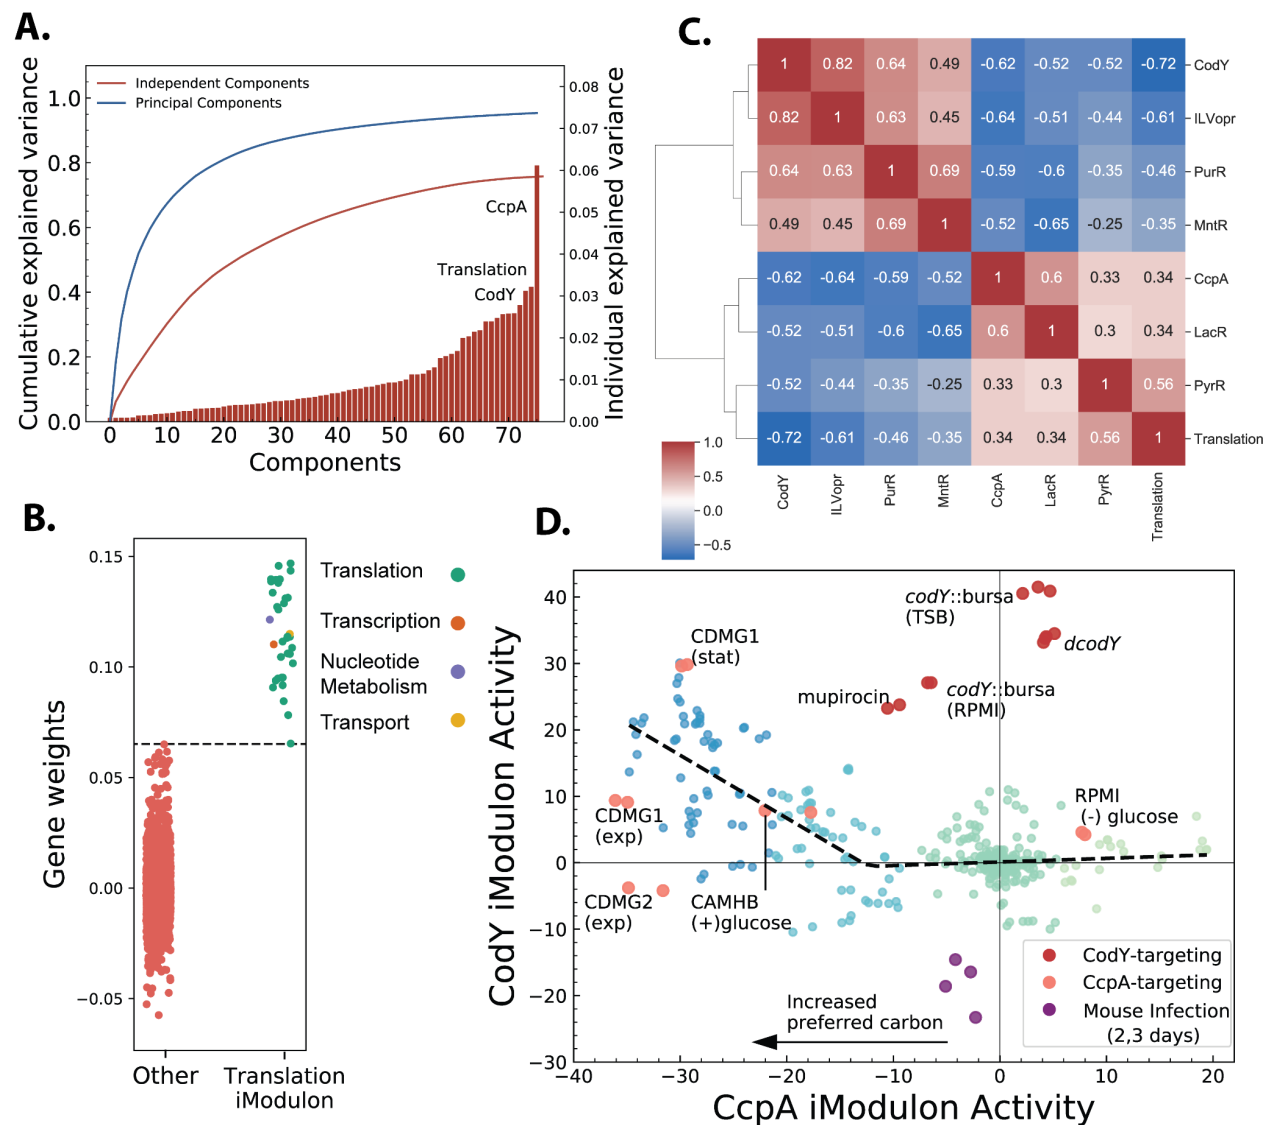 A.
Independent Components
Principal Components
Cumulative explained variance
1.0
0.8
0.6
0.4
0.2
0.0
Individual explained variance
0.08
0.07
0.06
0.05
0.04
0.03
0.02
0.01
0.00
CcpA
Translation
CodY
0 10 20 30 40 50 60 70
Components
C.
1 0.82 0.64 0.49 -0.62 -0.52 -0.52 -0.72 CodY
0.82 1 0.63 0.45 -0.64 -0.51 -0.44 -0.61 ILVopr
0.64 0.63 1 0.69 -0.59 -0.6 -0.35 -0.46 PurR
0.49 0.45 0.69 1 -0.52 -0.65 -0.25 -0.35 MntR
-0.62 -0.64 -0.59 -0.52 1 0.6 0.33 0.34 CcpA
-0.52 -0.51 -0.6 -0.65 0.6 1 0.3 0.34 LacR
-0.52 -0.44 -0.35 -0.25 0.33 0.3 1 0.56 PyrR
-0.72 -0.61 -0.46 -0.35 0.34 0.34 0.56 1 Translation
CodY ILVopr PurR MntR CcpA LacR PyrR Translation
1.0
0.5
0.0
−0.5
B.
Gene weights
0.15
0.10
0.05
0.00
−0.05
Other
Translation
iModulon
Translation
Transcription
Nucleotide
Metabolism
Transport
D.
CodY iModulon Activity
40
30
20
10
0
−10
−20
−30
codY::bursa
(TSB)
dcodY
CDMG1
(stat)
mupirocin
codY::bursa
(RPMI)
CDMG1
(exp)
RPMI
(-) glucose
CDMG2
(exp)
CAMHB
(+)glucose
Increased
preferred carbon
CodY-targeting
CcpA-targeting
Mouse Infection
(2,3 days)
−40 −30 −20 −10 0 10 20
CcpA iModulon Activity